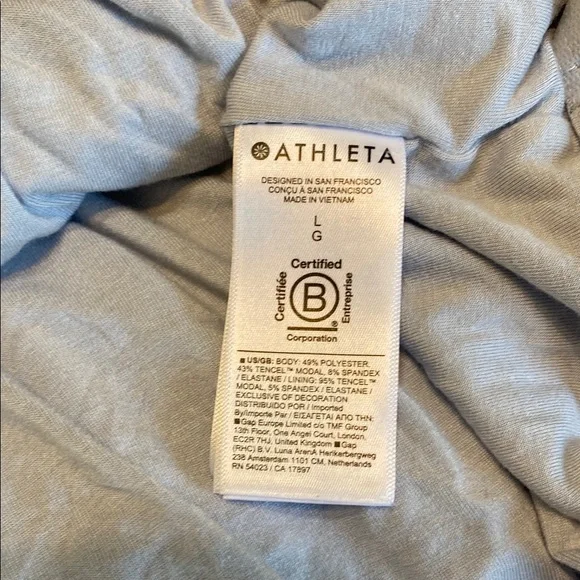 ATHLETA
DESIGNED IN SAN FRANCISCO
CONÇU À SAN FRANCISCO
MADE IN VIETNAM
L
G
Certified
Certifiée
B
Entreprise
®
Corporation
■ US/GB: BODY: 49% POLYESTER,
43% TENCEL™ MODAL, 8% SPANDEX
/ ELASTANE / LINING: 95% TENCEL™
MODAL, 5% SPANDEX / ELASTANE
EXCLUSIVE OF DECORATION
DISTRIBUIDO POR / Imported
By/Importe Par / ΕΙΣΑΓΕΤΑΙ ΑΠΟ ΤΗΝ:
■ Gap Europe Limited c/o TMF Group
13th Floor, One Angel Court, London,
EC2R 7HJ, United Kingdom ■ Gap
(RHC) B.V. Luna ArenA Herikerbergweg
238 Amsterdam 1101 CM, Netherlands
RN 54023 / CA 17897